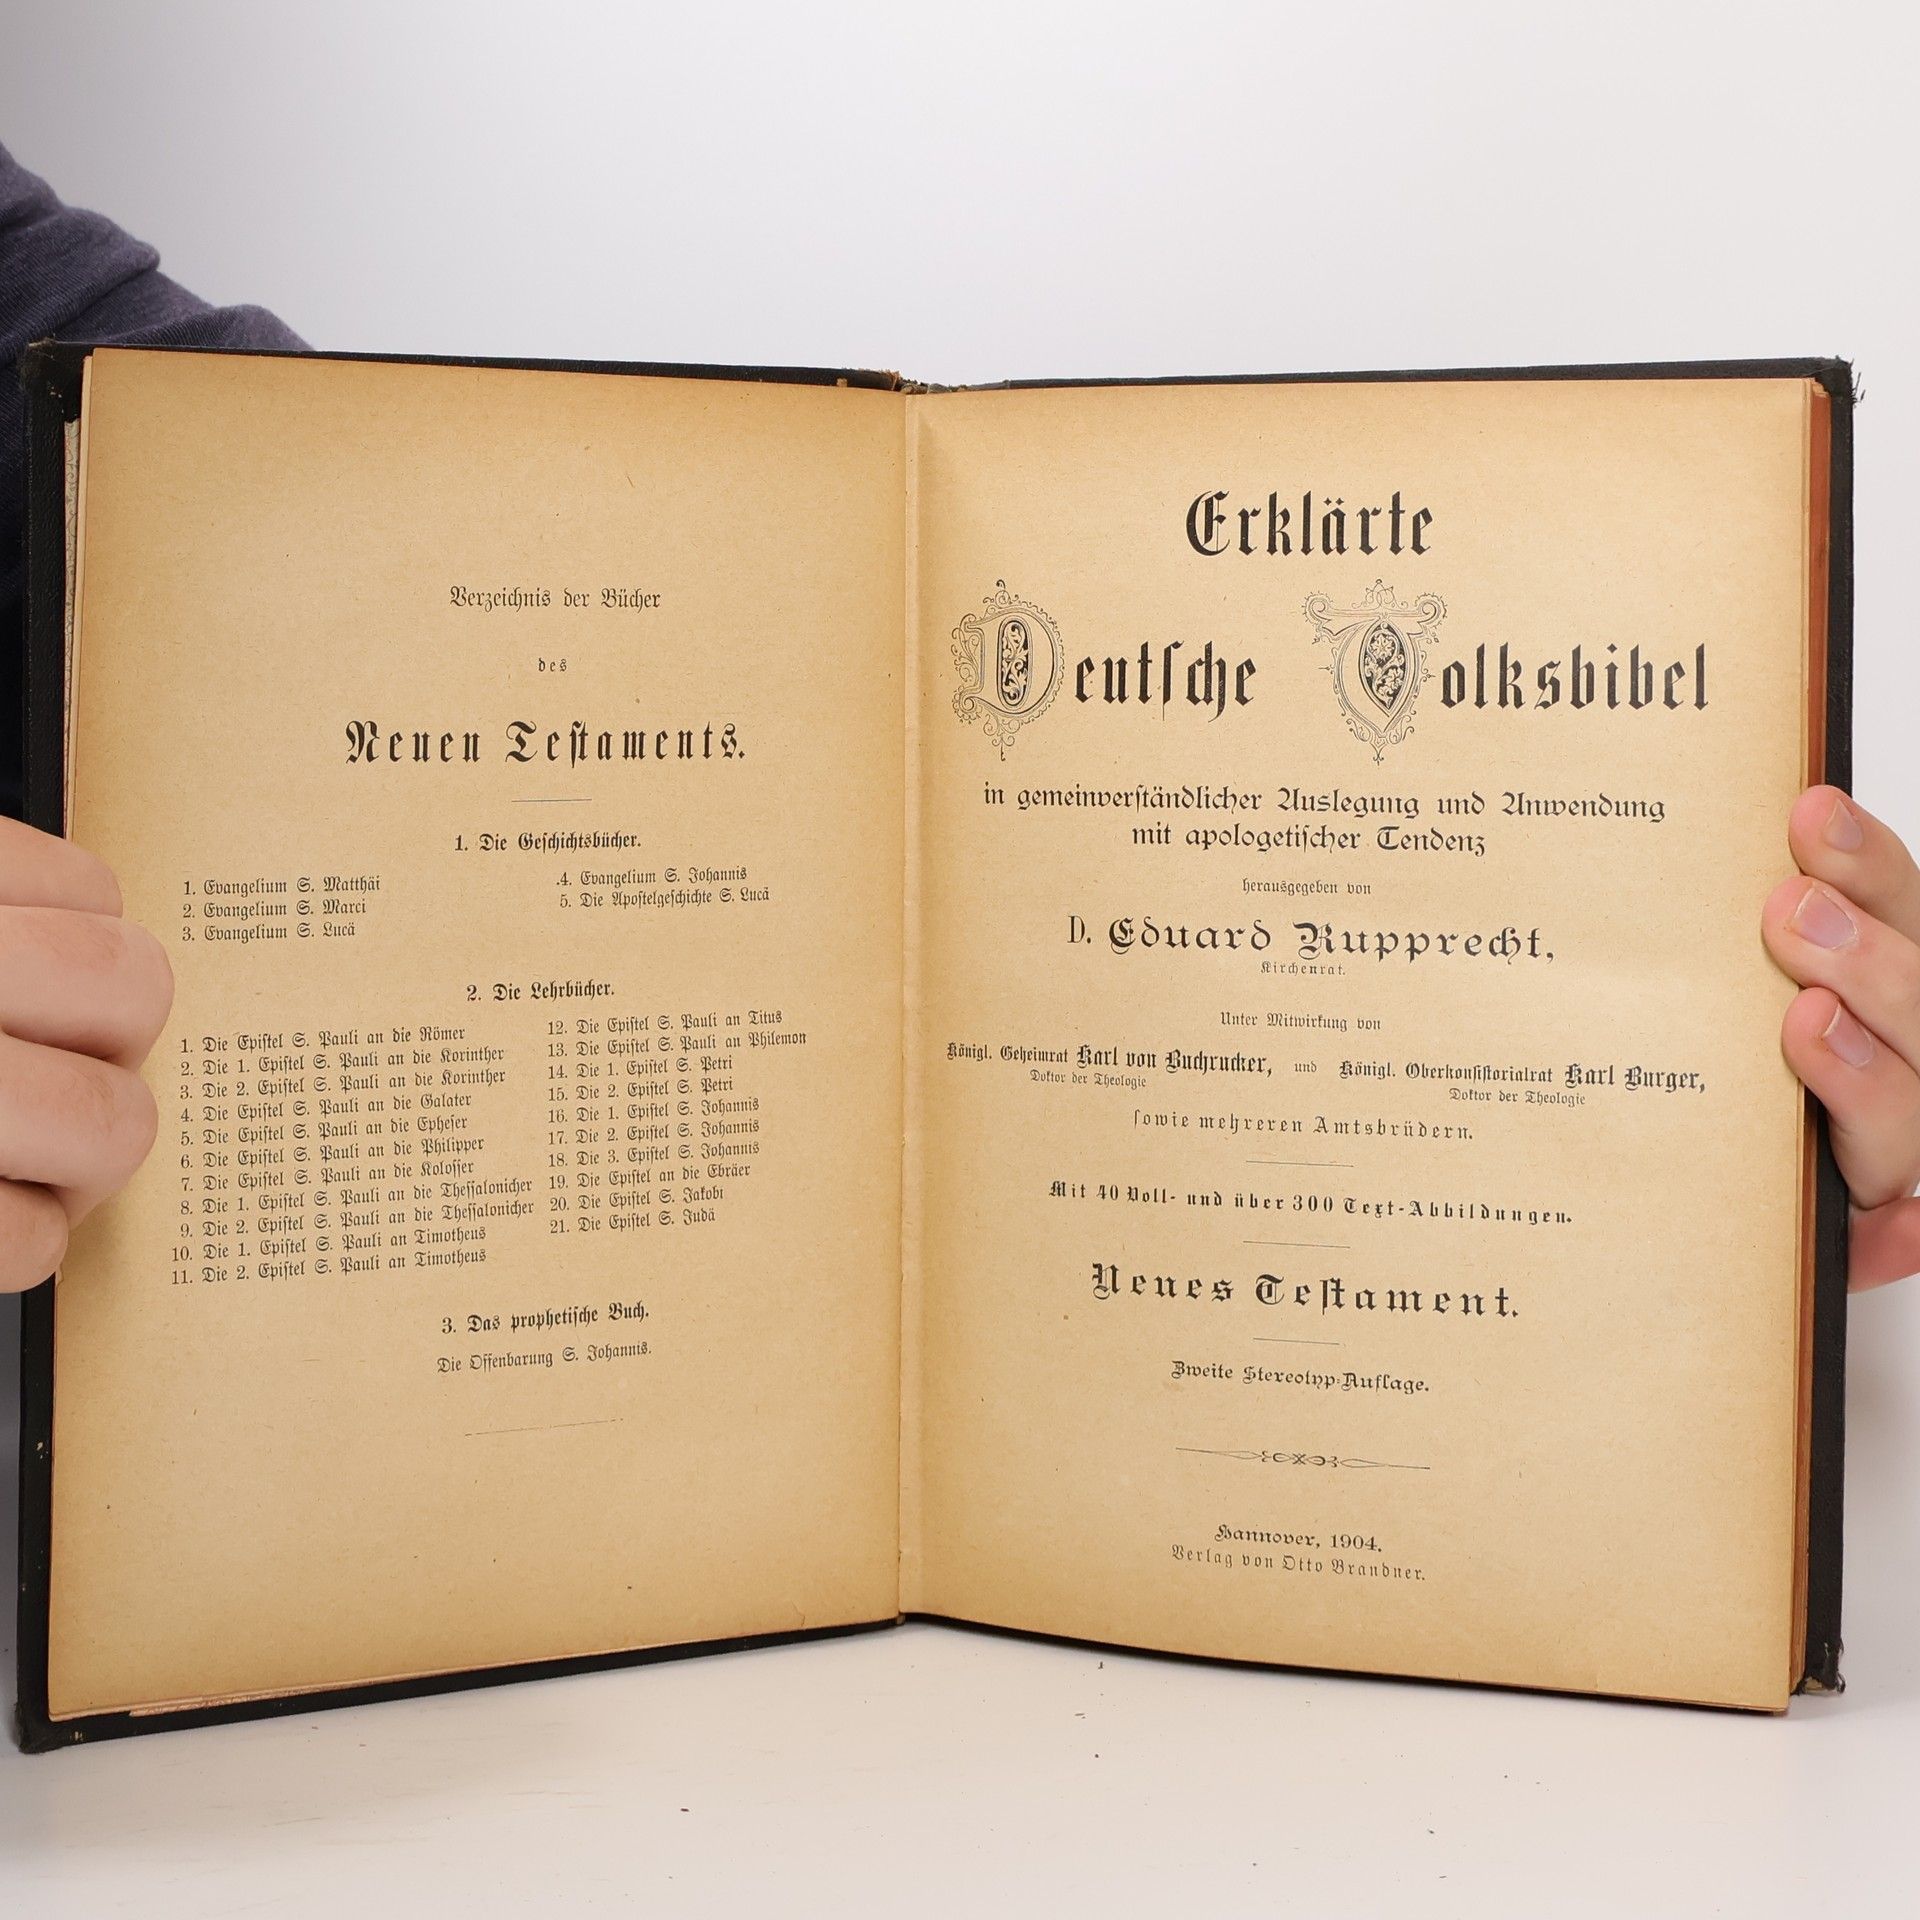 Verzeichnis der Bücher
des
Neuen Testaments.
1. Die Geschichtsbücher.
1. Evangelium S. Matthäi
2. Evangelium S. Marci
3. Evangelium S. Lucä
4. Evangelium S. Johannis
5. Die Apostelgeschichte S. Lucä
2. Die Lehrbücher.
1. Die Epistel S. Pauli an die Römer
2. Die 1. Epistel S. Pauli an die Korinther
3. Die 2. Epistel S. Pauli an die Korinther
4. Die Epistel S. Pauli an die Galater
5. Die Epistel S. Pauli an die Epheser
6. Die Epistel S. Pauli an die Philipper
7. Die Epistel S. Pauli an die Kolosser
8. Die 1. Epistel S. Pauli an die Thessalonicher
9. Die 2. Epistel S. Pauli an die Thessalonicher
10. Die 1. Epistel S. Pauli an Timotheus
11. Die 2. Epistel S. Pauli an Timotheus
12. Die Epistel S. Pauli an Titus
13. Die Epistel S. Pauli an Philemon
14. Die 1. Epistel S. Petri
15. Die 2. Epistel S. Petri
16. Die 1. Epistel S. Johannis
17. Die 2. Epistel S. Johannis
18. Die 3. Epistel S. Johannis
19. Die Epistel an die Ebräer
20. Die Epistel S. Jakobi
21. Die Epistel S. Judä
3. Das prophetische Buch.
Die Offenbarung S. Johannis.
Erklärte
Deutsche Volksbibel
in gemeinverständlicher Auslegung und Anwendung
mit apologetischer Tendenz
herausgegeben von
D. Eduard Rupprecht,
Kirchenrat.
Unter Mitwirkung von
Königl. Geheimrat Karl von Buchrucker, und Königl. Oberkonsistorialrat Karl Burger,
Doktor der Theologie Doktor der Theologie
sowie mehreren Amtsbrüdern.
Mit 40 Voll- und über 300 Text-Abbildungen.
Neues Testament.
Zweite Stereotyp-Auflage.
Hannover, 1904.
Verlag von Otto Brandner.